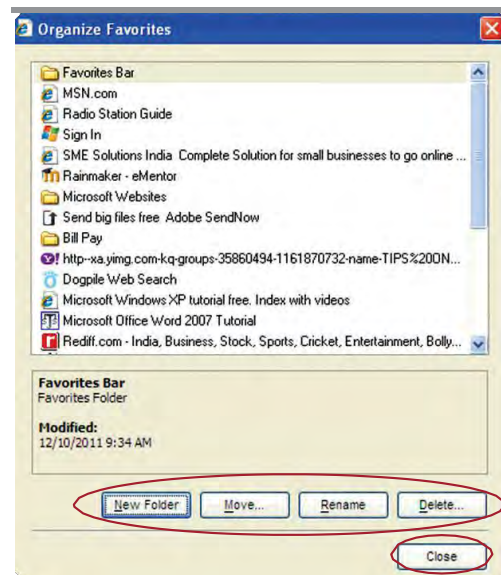 Organize Favorites
Favorites Bar
MSN.com
Radio Station Guide
Sign In
SME Solutions India Complete Solution for small businesses to go online ...
Rainmaker - eMentor
Microsoft Websites
Send big files free Adobe SendNow
Bill Pay
http--xa.yimg.com-kq-groups-35860494-1161870732-name-TIPS%20ON...
Dogpile Web Search
Microsoft Windows XP tutorial free. Index with videos
Microsoft Office Word 2007 Tutorial
Rediff.com - India, Business, Stock, Sports, Cricket, Entertainment, Bolly...
Favorites Bar
Favorites Folder
Modified:
12/10/2011 9:34 AM
New Folder Move... Rename Delete...
Close